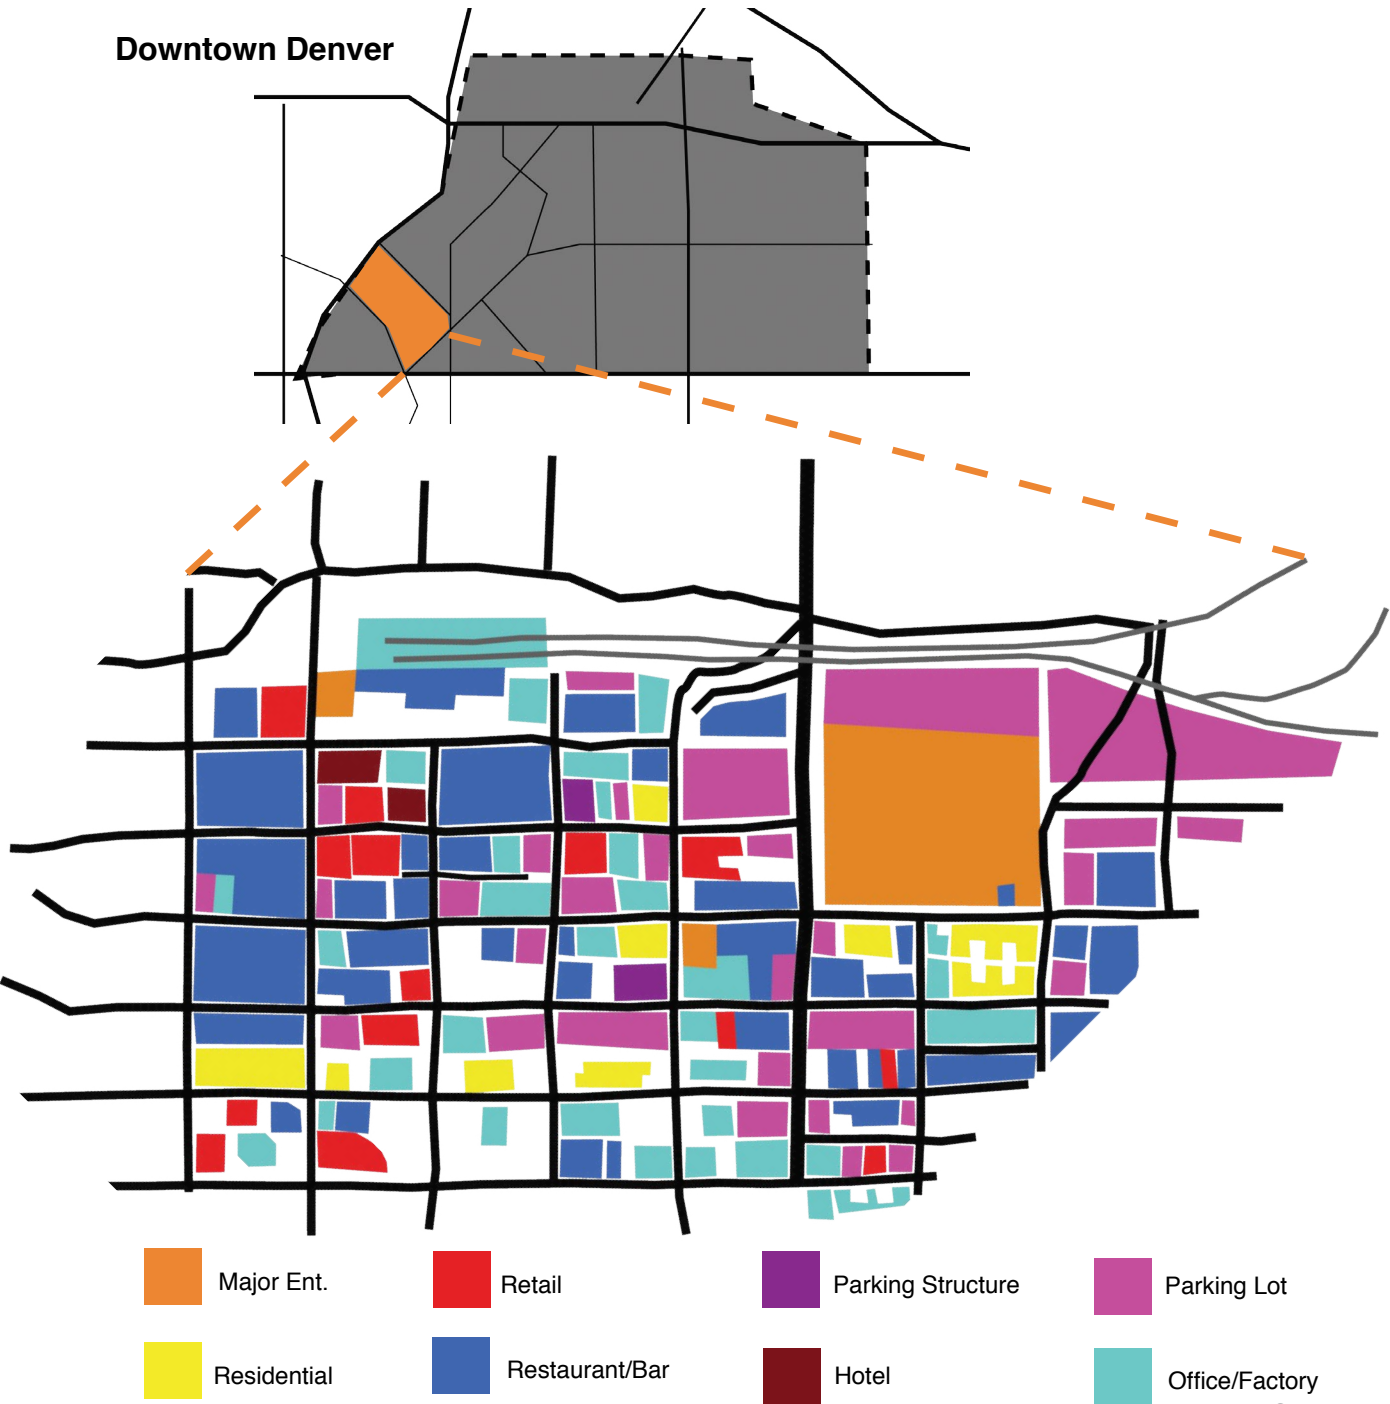 Downtown Denver
Major Ent.
Retail
Parking Structure
Parking Lot
Residential
Restaurant/Bar
Hotel
Office/Factory